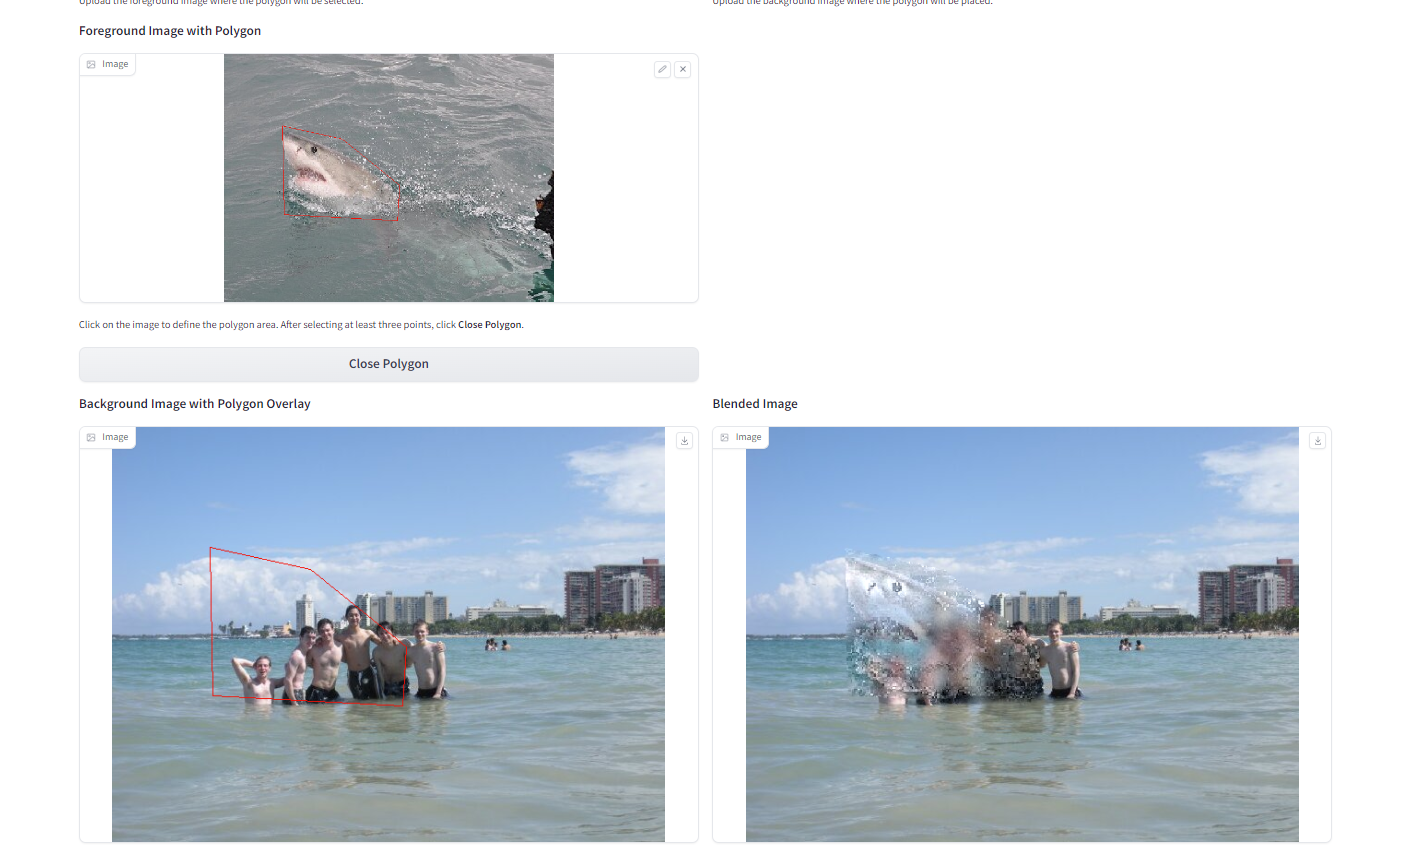 Upload the foreground image where the polygon will be selected.
Upload the background image where the polygon will be placed.
Foreground Image with Polygon
Image
Click on the image to define the polygon area. After selecting at least three points, click Close Polygon.
Close Polygon
Background Image with Polygon Overlay
Blended Image
Image
Image